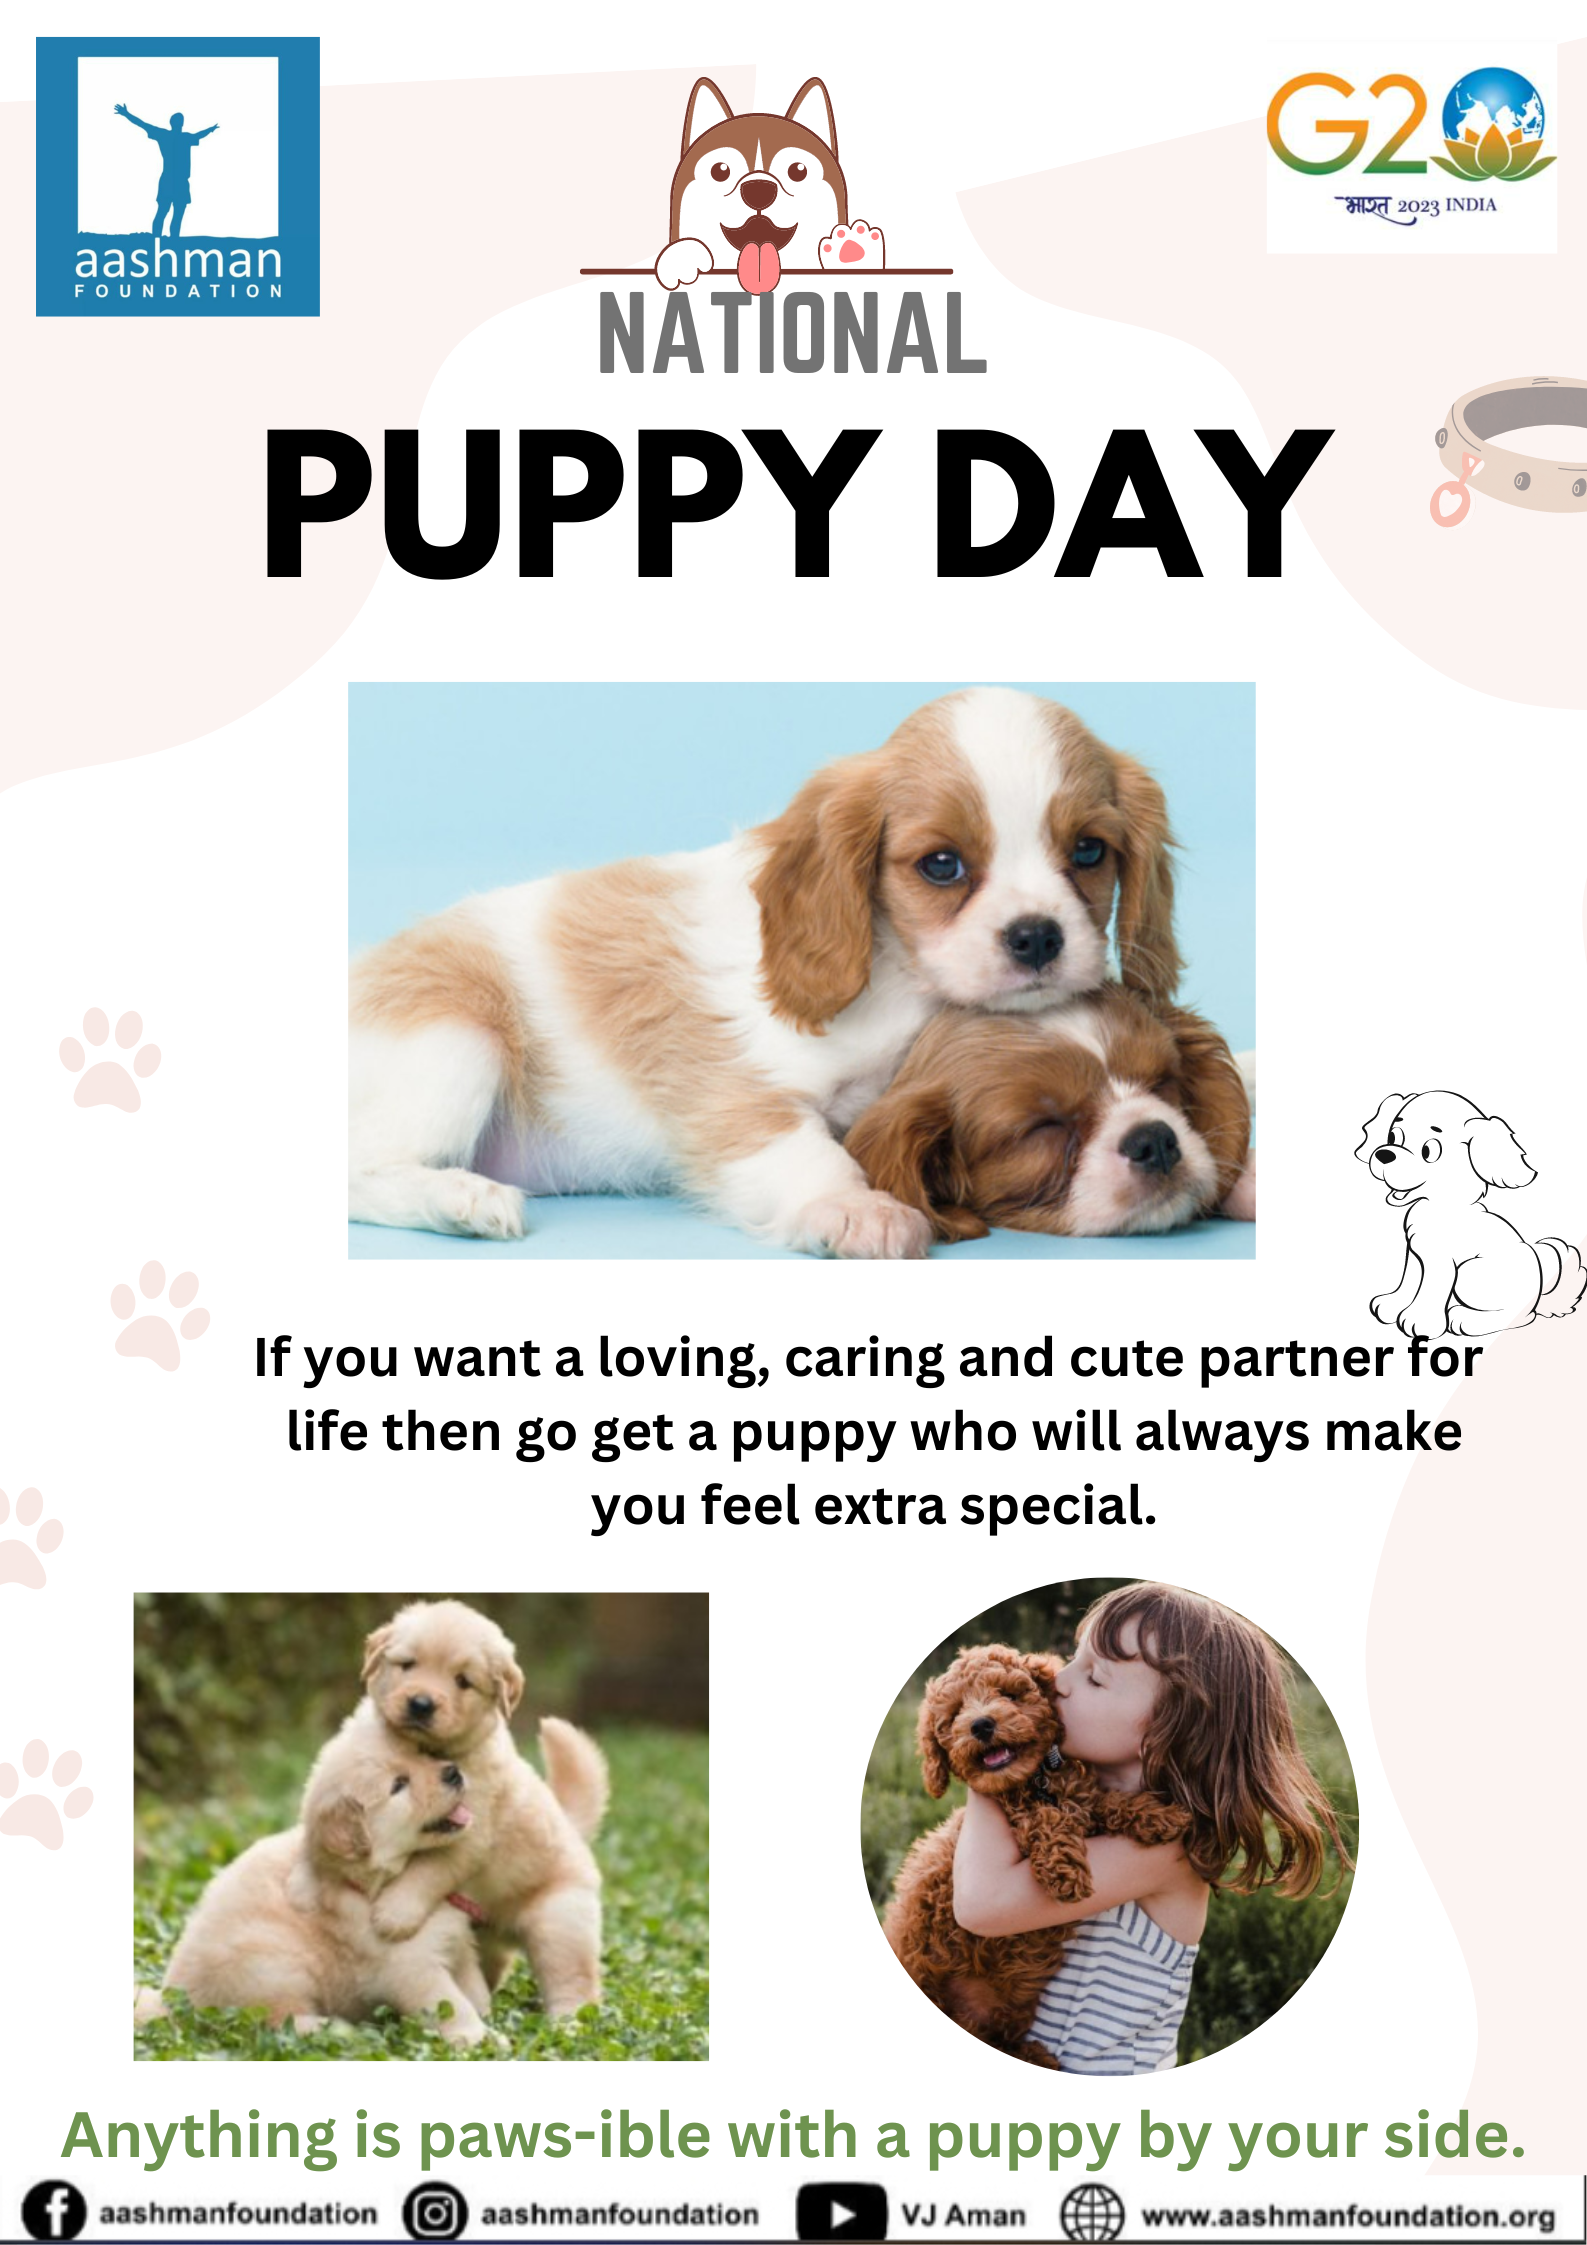 aashman
FOUNDATION
G20
भारत 2023 INDIA
NATIONAL
PUPPY DAY
If you want a loving, caring and cute partner for
life then go get a puppy who will always make
you feel extra special.
Anything is paws-ible with a puppy by your side.
aashmanfoundation aashmanfoundation VJ Aman www.aashmanfoundation.org